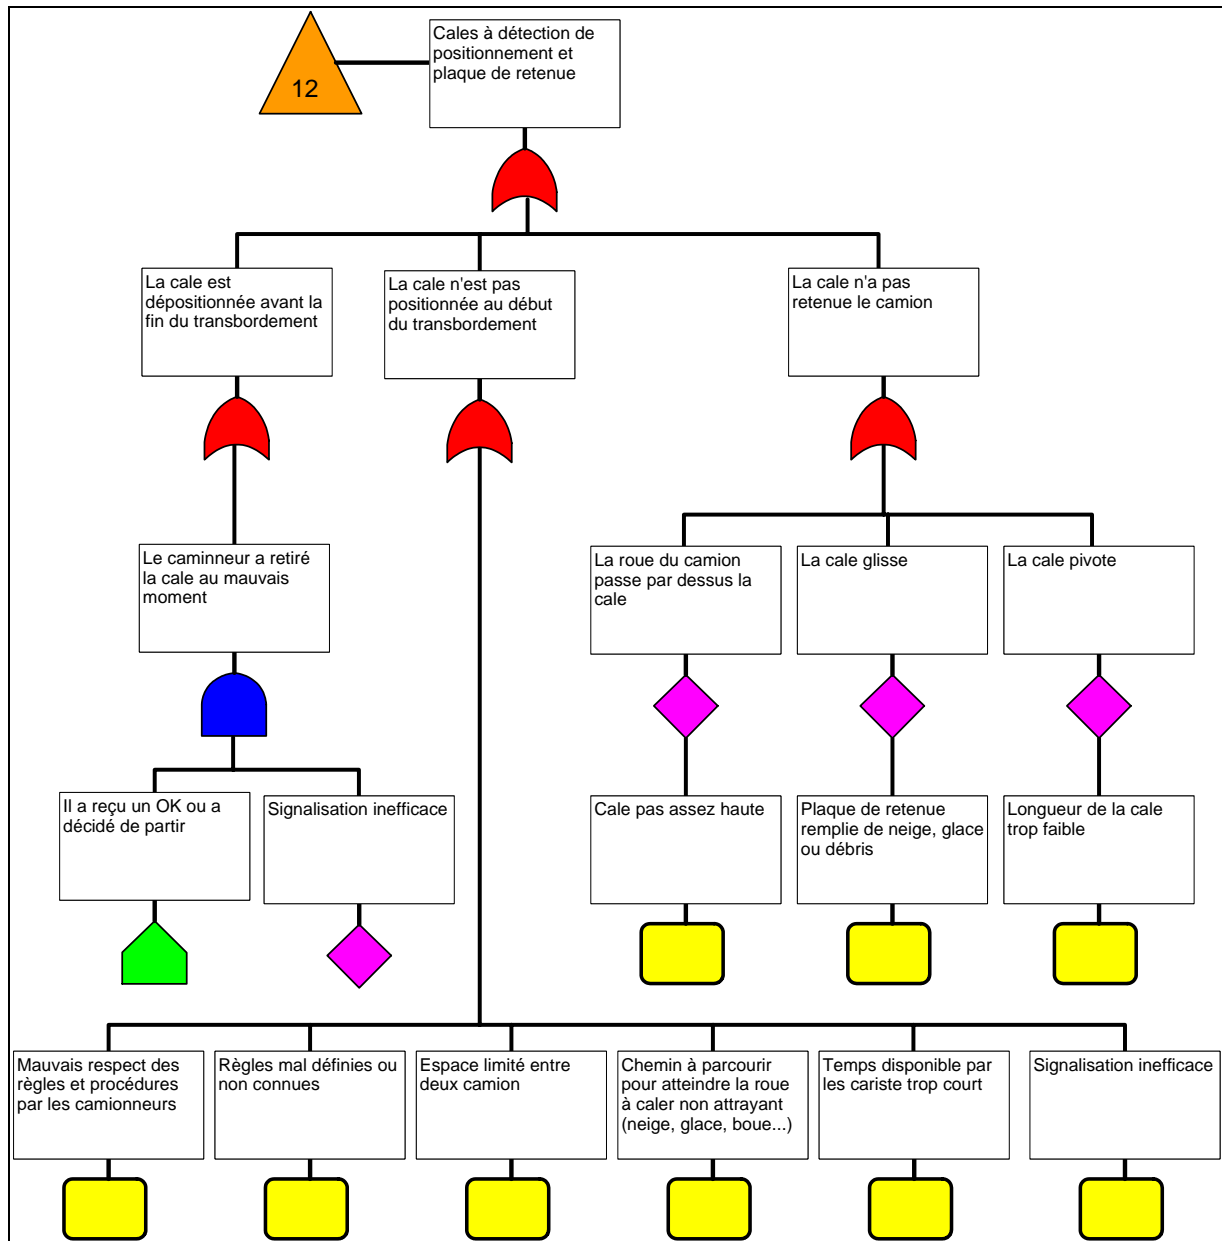 12
Cales à détection de
positionnement et
plaque de retenue
La cale est
dépositionnée avant la
fin du transbordement
La cale n'est pas
positionnée au début
du transbordement
La cale n'a pas
retenue le camion
Le caminneur a retiré
la cale au mauvais
moment
La roue du camion
passe par dessus la
cale
La cale glisse
La cale pivote
Il a reçu un OK ou a
décidé de partir
Signalisation inefficace
Cale pas assez haute
Plaque de retenue
remplie de neige, glace
ou débris
Longueur de la cale
trop faible
Mauvais respect des
règles et procédures
par les camionneurs
Règles mal définies ou
non connues
Espace limité entre
deux camion
Chemin à parcourir
pour atteindre la roue
à caler non attrayant
(neige, glace, boue...)
Temps disponible par
les cariste trop court
Signalisation inefficace